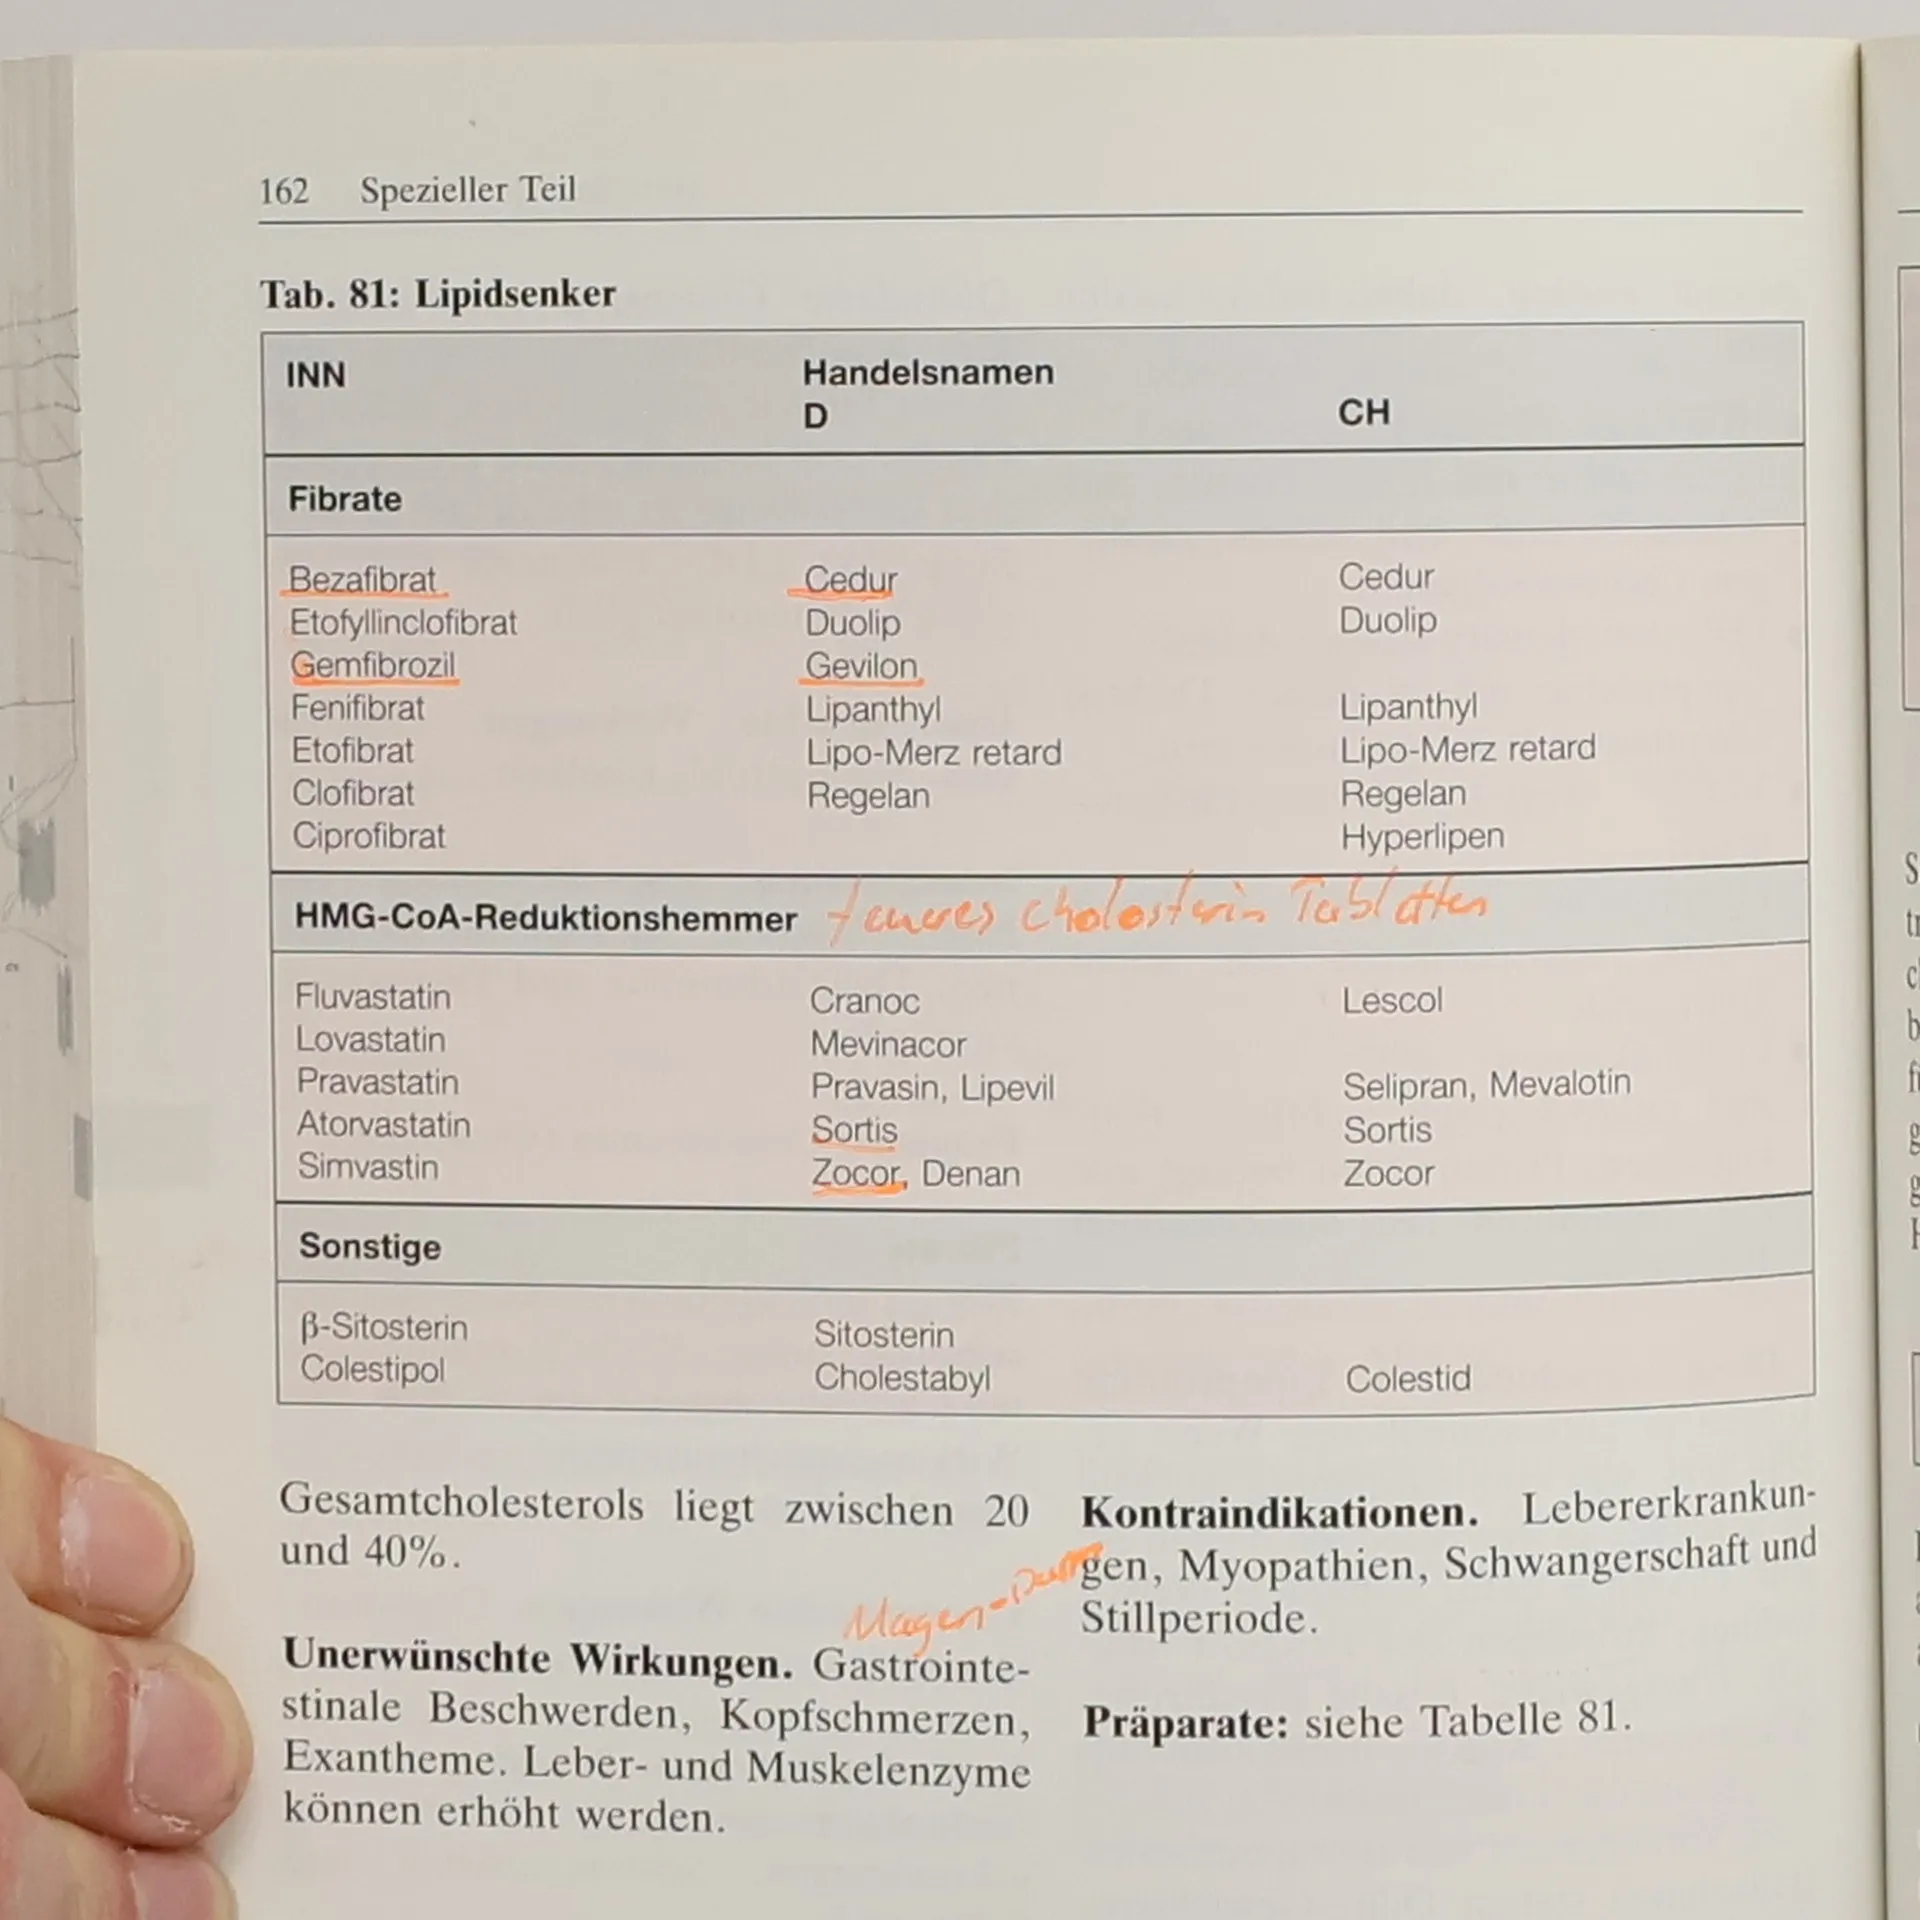 162 Spezieller Teil
Tab. 81: Lipidsenker
INN Handelsnamen
D CH
Fibrate
Bezafibrat Cedur Cedur
Etofyllinclofibrat Duolip Duolip
Gemfibrozil Gevilon
Fenifibrat Lipanthyl Lipanthyl
Etofibrat Lipo-Merz retard Lipo-Merz retard
Clofibrat Regelan Regelan
Ciprofibrat Hyperlipen
HMG-CoA-Reduktionshemmer teueres Cholesterin Tabletten
Fluvastatin Cranoc Lescol
Lovastatin Mevinacor
Pravastatin Pravasin, Lipevil Selipran, Mevalotin
Atorvastatin Sortis Sortis
Simvastin Zocor, Denan Zocor
Sonstige
β-Sitosterin Sitosterin
Colestipol Cholestabyl Colestid
Gesamtcholesterols liegt zwischen 20
und 40%.
Magen-Darm
Unerwünschte Wirkungen. Gastrointe-
stinale Beschwerden, Kopfschmerzen,
Exantheme. Leber- und Muskelenzyme
können erhöht werden.
Kontraindikationen. Lebererkrankun-
gen, Myopathien, Schwangerschaft und
Stillperiode.
Präparate: siehe Tabelle 81.